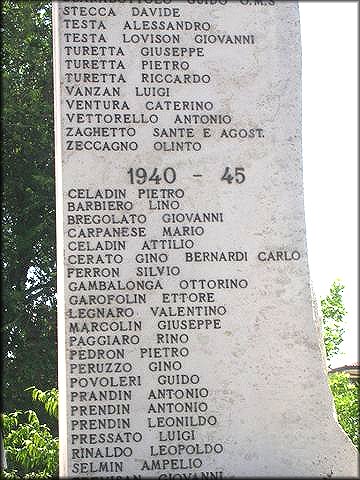 GUIDO O.M.S
STECCA DAVIDE
TESTA ALESSANDRO
TESTA LOVISON GIOVANNI
TURETTA GIUSEPPE
TURETTA PIETRO
TURETTA RICCARDO
VANZAN LUIGI
VENTURA CATERINO
VETTORELLO ANTONIO
ZAGHETTO SANTE E AGOST.
ZECCAGNO OLINTO
1940 - 45
CELADIN PIETRO
BARBIERO LINO
BREGOLATO GIOVANNI
CARPANESE MARIO
CELADIN ATTILIO
CERATO GINO BERNARDI CARLO
FERRON SILVIO
GAMBALONGA OTTORINO
GAROFOLIN ETTORE
LEGNARO VALENTINO
MARCOLIN GIUSEPPE
PAGGIARO RINO
PEDRON PIETRO
PERUZZO GINO
POVOLERI GUIDO
PRANDIN ANTONIO
PRENDIN ANTONIO
PRENDIN LEONILDO
PRESSATO LUIGI
RINALDO LEOPOLDO
SELMIN AMPELIO
GIOVANNI